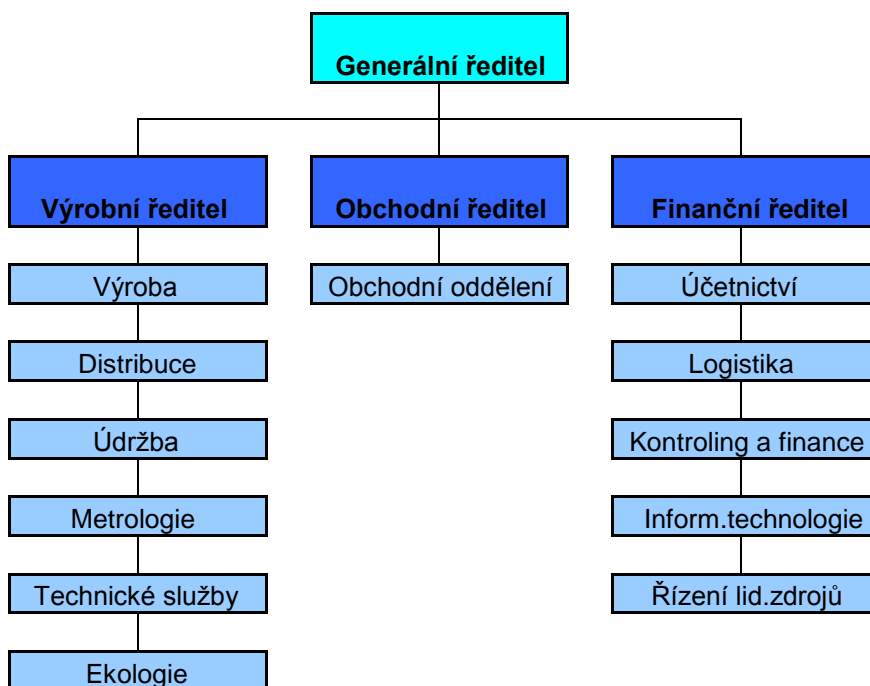 Generální ředitel
Výrobní ředitel
Obchodní ředitel
Finanční ředitel
Výroba
Obchodní oddělení
Účetnictví
Distribuce
Logistika
Údržba
Kontroling a finance
Metrologie
Inform.technologie
Technické služby
Řízení lid.zdrojů
Ekologie